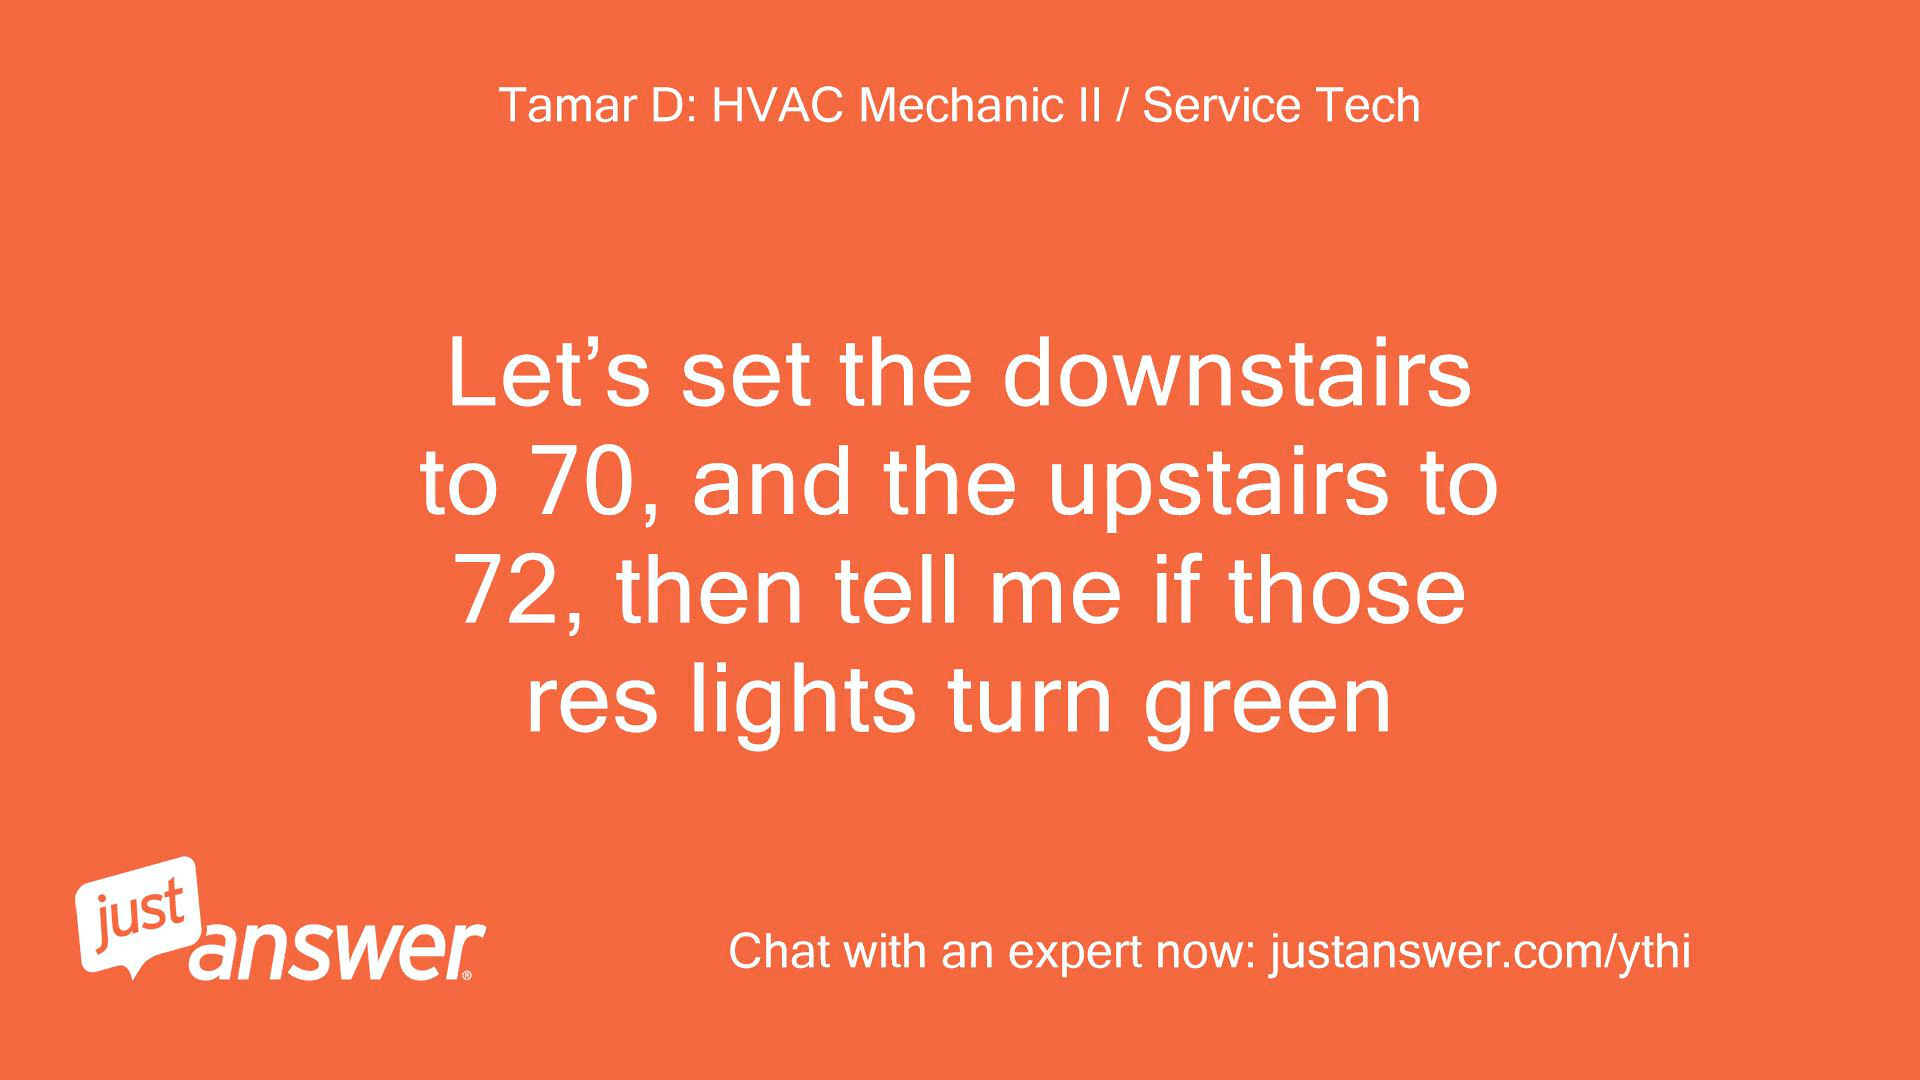 Tamar D: HVAC Mechanic II / Service Tech
Let’s set the downstairs
to 70, and the upstairs to
72, then tell me if those
res lights turn green
just
answer®
Chat with an expert now: justanswer.com/ythi